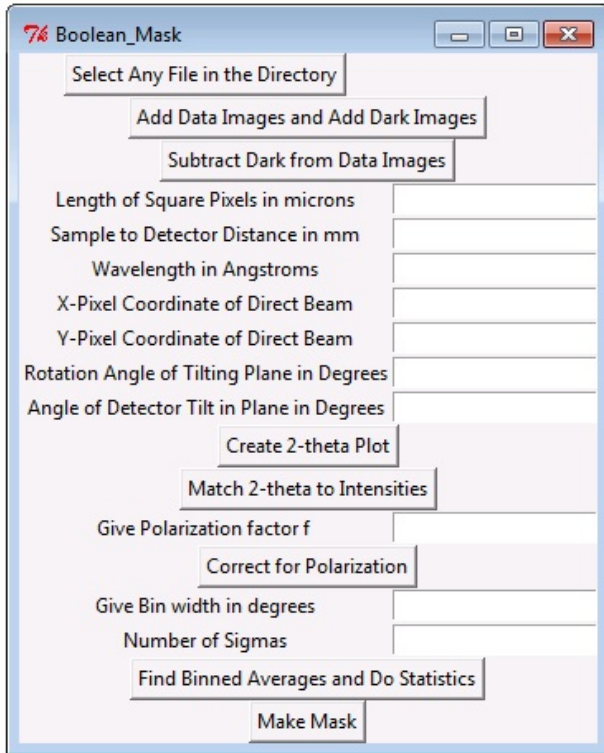 Boolean_Mask
Select Any File in the Directory
Add Data Images and Add Dark Images
Subtract Dark from Data Images
Length of Square Pixels in microns
Sample to Detector Distance in mm
Wavelength in Angstroms
X-Pixel Coordinate of Direct Beam
Y-Pixel Coordinate of Direct Beam
Rotation Angle of Tilting Plane in Degrees
Angle of Detector Tilt in Plane in Degrees
Create 2-theta Plot
Match 2-theta to Intensities
Give Polarization factor f
Correct for Polarization
Give Bin width in degrees
Number of Sigmas
Find Binned Averages and Do Statistics
Make Mask